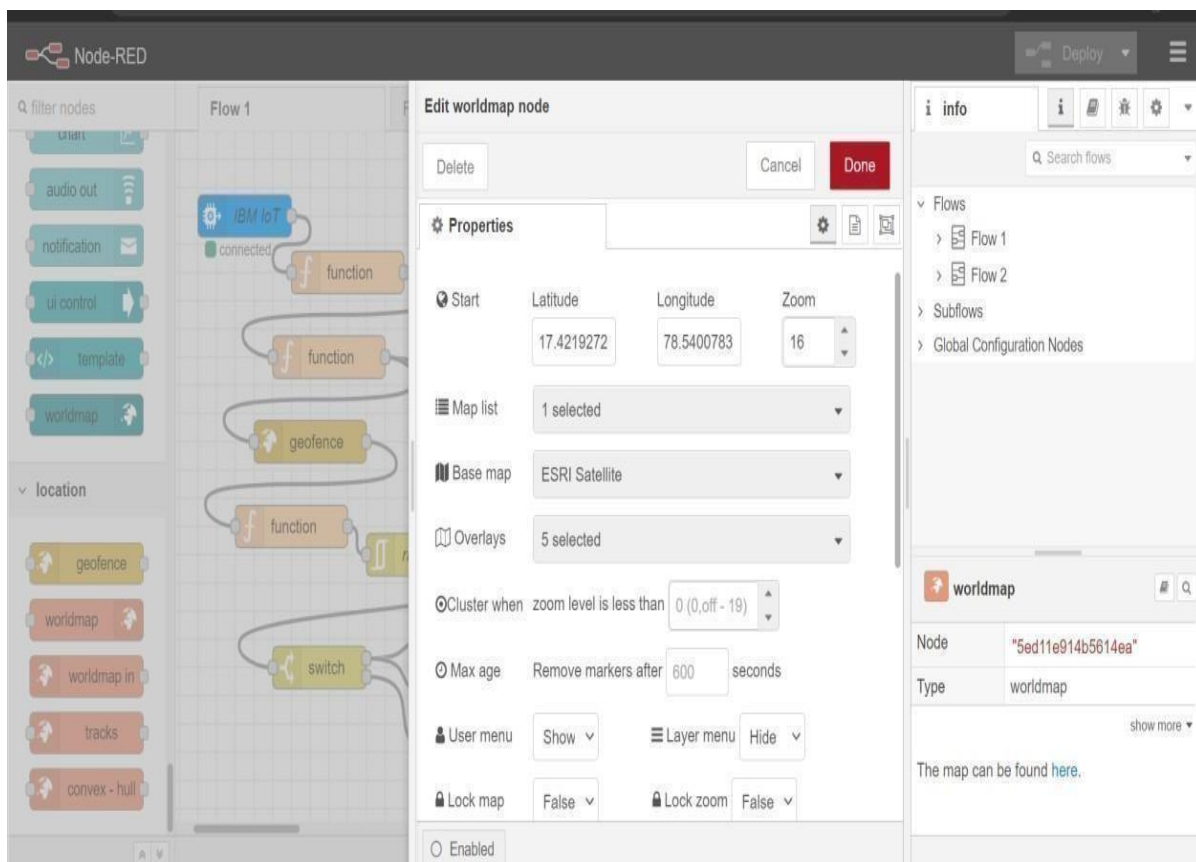 Node-RED
Deploy
filter nodes
chart
audio out
notification
ui control
</> template
worldmap
location
geofence
worldmap
worldmap in
tracks
convex - hull
Flow 1
IBM IoT
connected
function
function
geofence
function
switch
Edit worldmap node
Delete
Cancel
Done
Properties
Start
Latitude
Longitude
Zoom
17.4219272
78.5400783
16
Map list
1 selected
Base map
ESRI Satellite
Overlays
5 selected
Cluster when zoom level is less than 0 (0,off - 19)
Max age Remove markers after 600 seconds
User menu Show
Layer menu Hide
Lock map False
Lock zoom False
Enabled
i info
i
Search flows
Flows
Flow 1
Flow 2
Subflows
Global Configuration Nodes
worldmap
Node "5ed11e914b5614ea"
Type worldmap
show more
The map can be found here.